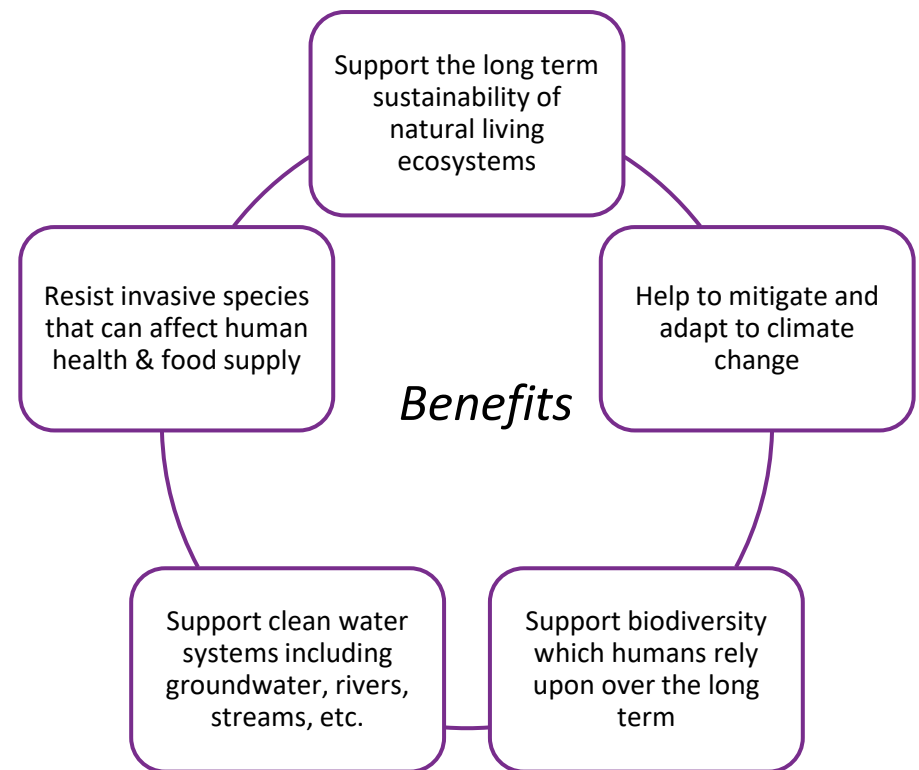 Support the long term
sustainability of
natural living
ecosystems
Help to mitigate and
adapt to climate
change
Support biodiversity
which humans rely
upon over the long
term
Support clean water
systems including
groundwater, rivers,
streams, etc.
Resist invasive species
that can affect human
health & food supply
Benefits